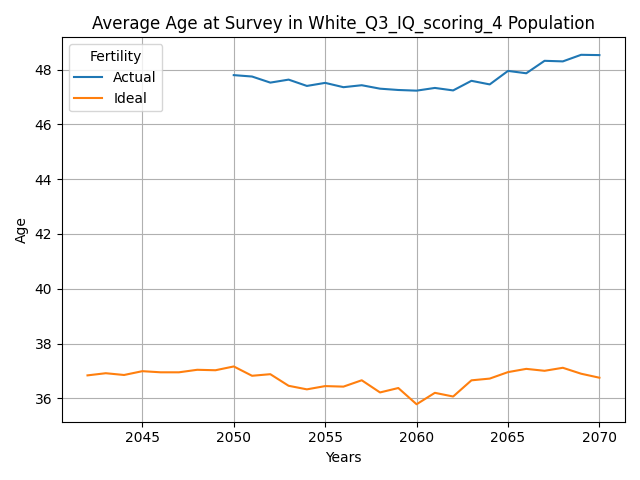 Average Age at Survey in White_Q3_IQ_scoring_4 Population
Fertility
Actual
Ideal
48
46
44
42
40
38
36
Age
2045
2050
2055
2060
2065
2070
Years